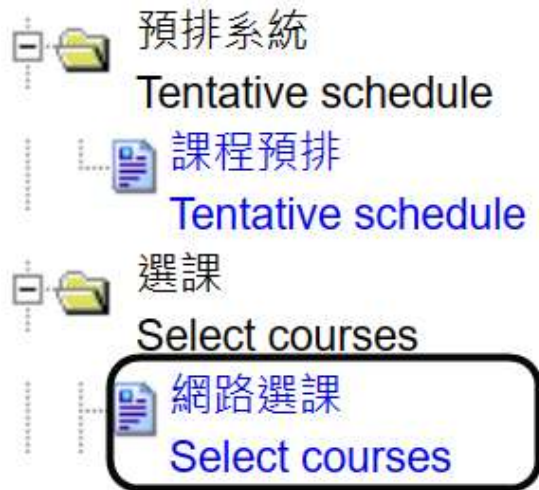 預排系統
Tentative schedule
課程預排
Tentative schedule
選課
Select courses
網路選課
Select courses